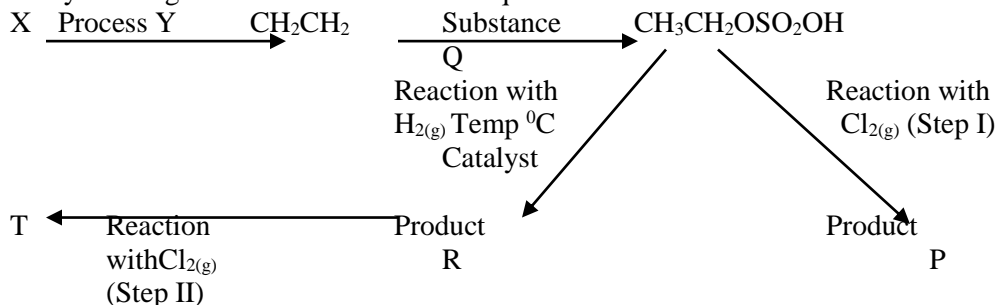 X Process Y CH₂CH₂ Substance CH₃CH₂OSO₂OH
Q
Reaction with Reaction with
H₂₍g₎ Temp ⁰C Cl₂₍g₎ (Step I)
Catalyst
T Reaction Product Product
withCl₂₍g₎ R P
(Step II)